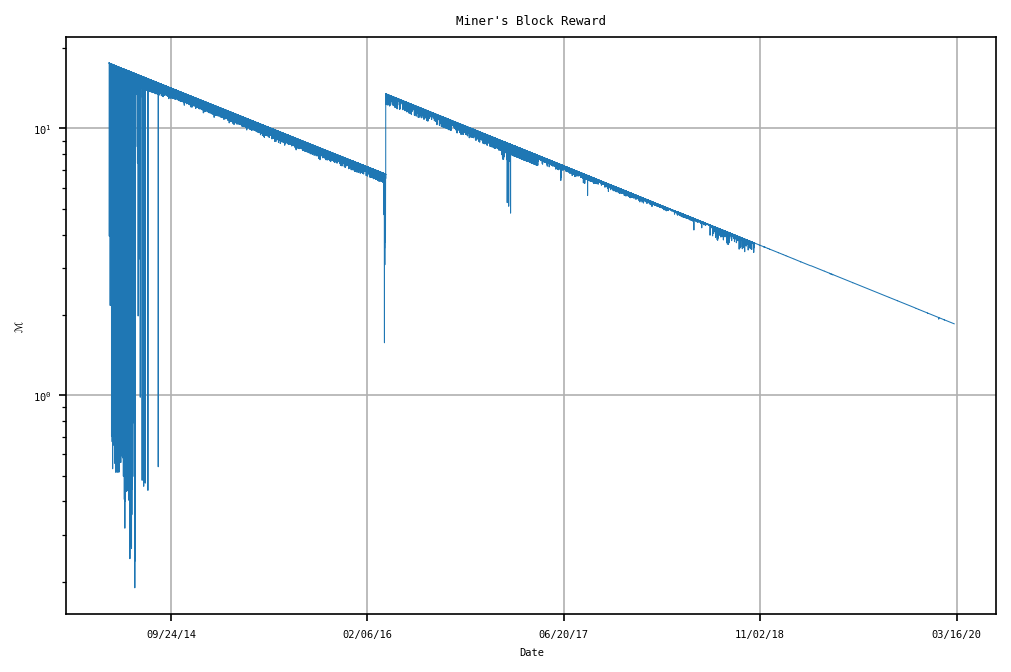 Miner's Block Reward
ℳ
10¹
10⁰
09/24/14
02/06/16
06/20/17
11/02/18
03/16/20
Date